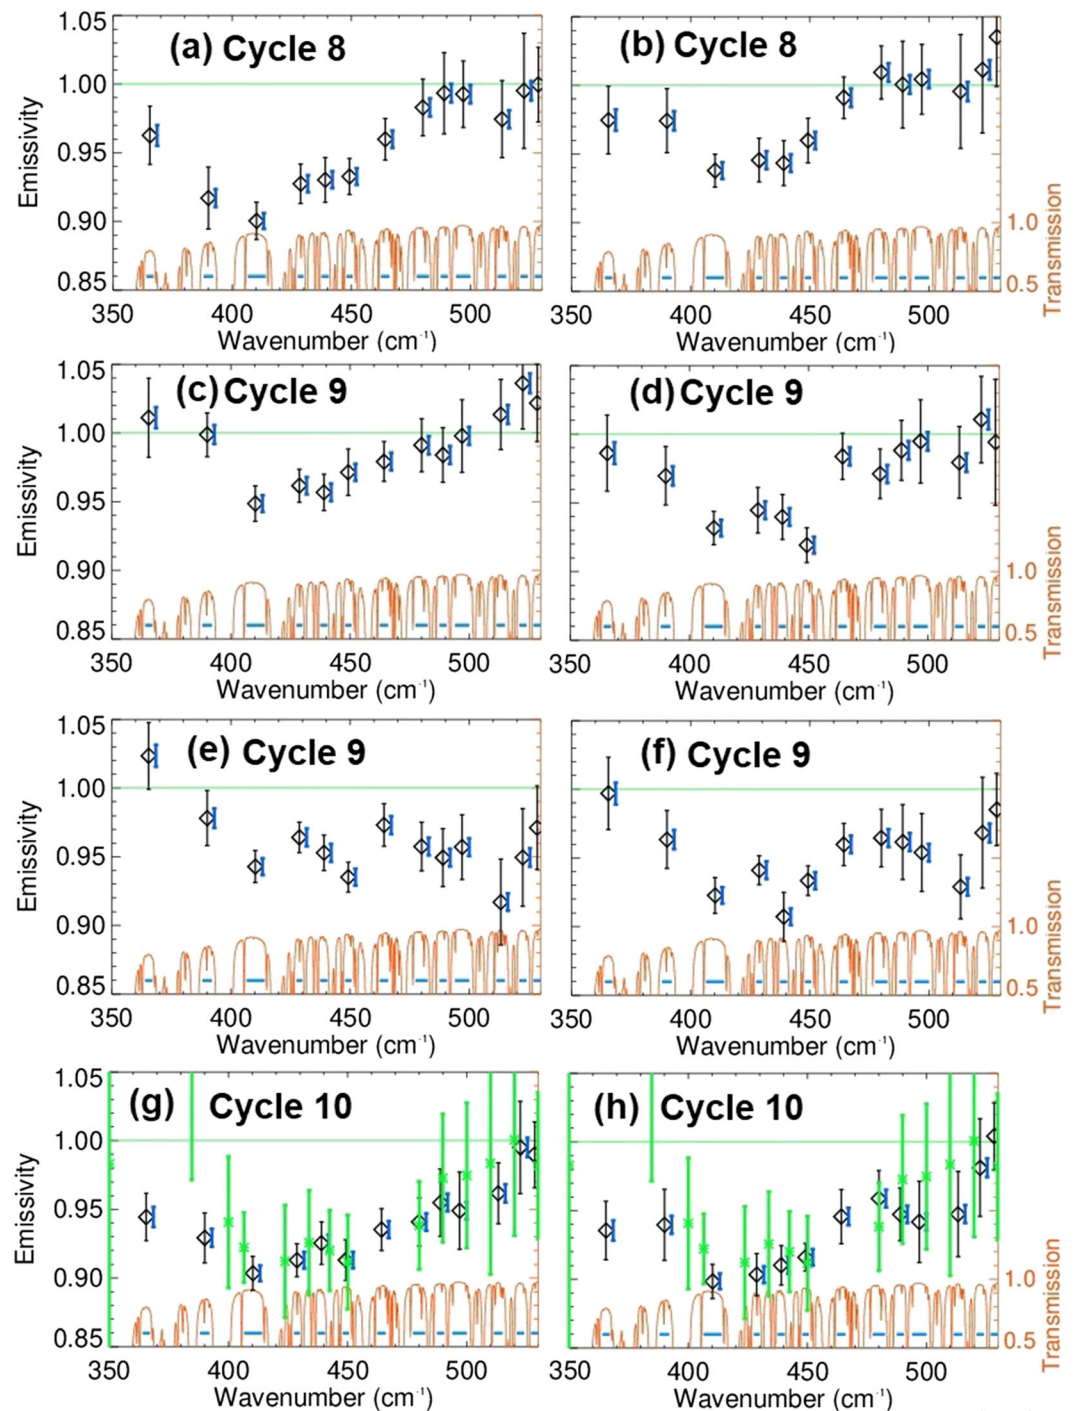 (a) Cycle 8
(b) Cycle 8
1.05
1.00
0.95
0.90
0.85
Emissivity
1.0
0.5
Transmission
350 400 450 500
350 400 450 500
Wavenumber (cm⁻¹)
Wavenumber (cm⁻¹)
(c) Cycle 9
(d) Cycle 9
1.05
1.00
0.95
0.90
0.85
Emissivity
1.0
0.5
Transmission
350 400 450 500
350 400 450 500
Wavenumber (cm⁻¹)
Wavenumber (cm⁻¹)
(e) Cycle 9
(f) Cycle 9
1.05
1.00
0.95
0.90
0.85
Emissivity
1.0
0.5
Transmission
350 400 450 500
350 400 450 500
Wavenumber (cm⁻¹)
Wavenumber (cm⁻¹)
(g) Cycle 10
(h) Cycle 10
1.05
1.00
0.95
0.90
0.85
Emissivity
1.0
0.5
Transmission
350 400 450 500
350 400 450 500
Wavenumber (cm⁻¹)
Wavenumber (cm⁻¹)